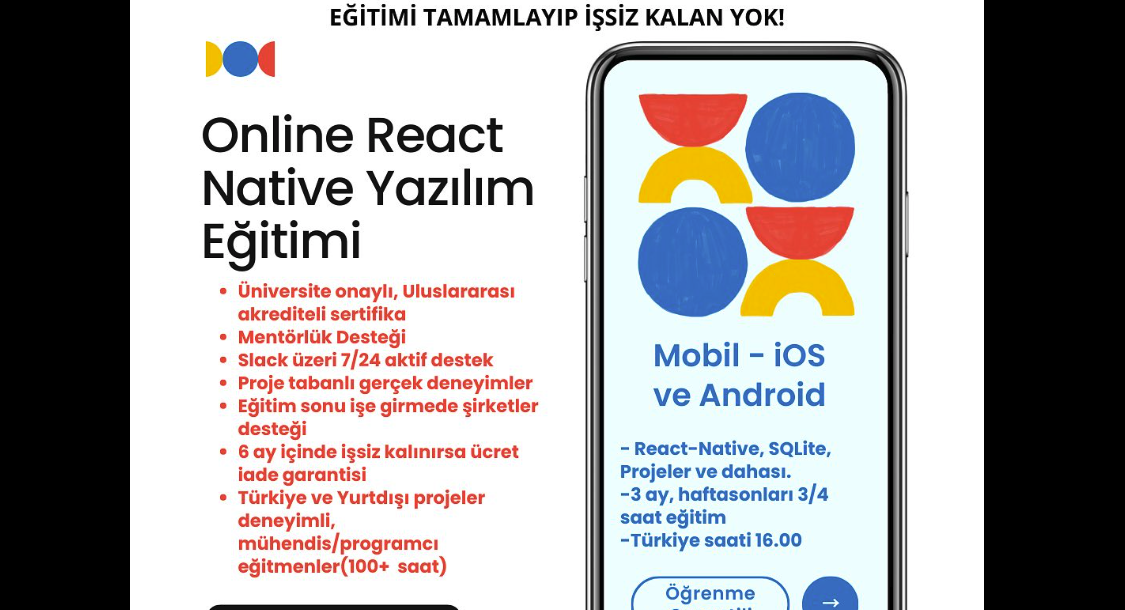 EĞİTİMİ TAMAMLAYIP İŞSİZ KALAN YOK!
Online React
Native Yazılım
Eğitimi
• Üniversite onaylı, Uluslararası
akrediteli sertifika
• Mentörlük Desteği
• Slack üzeri 7/24 aktif destek
• Proje tabanlı gerçek deneyimler
• Eğitim sonu işe girmede şirketler
desteği
• 6 ay içinde işsiz kalınırsa ücret
iade garantisi
• Türkiye ve Yurtdışı projeler
deneyimli,
mühendis/programcı
eğitmenler(100+ saat)
Mobil - iOS
ve Android
- React-Native, SQLite,
Projeler ve dahası.
-3 ay, haftasonları 3/4
saat eğitim
-Türkiye saati 16.00
Öğrenme